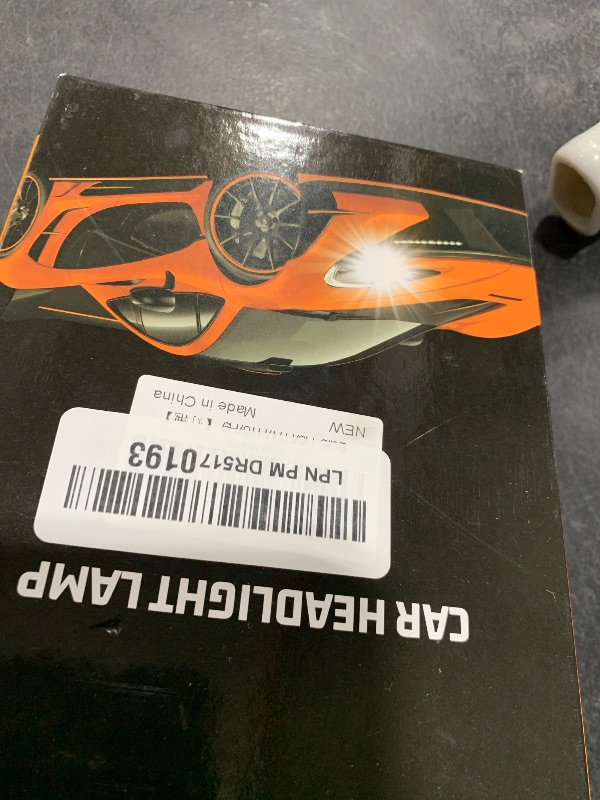 CAR HEADLIGHT LAMP
LPN PM DR5170193
NEW Made in China